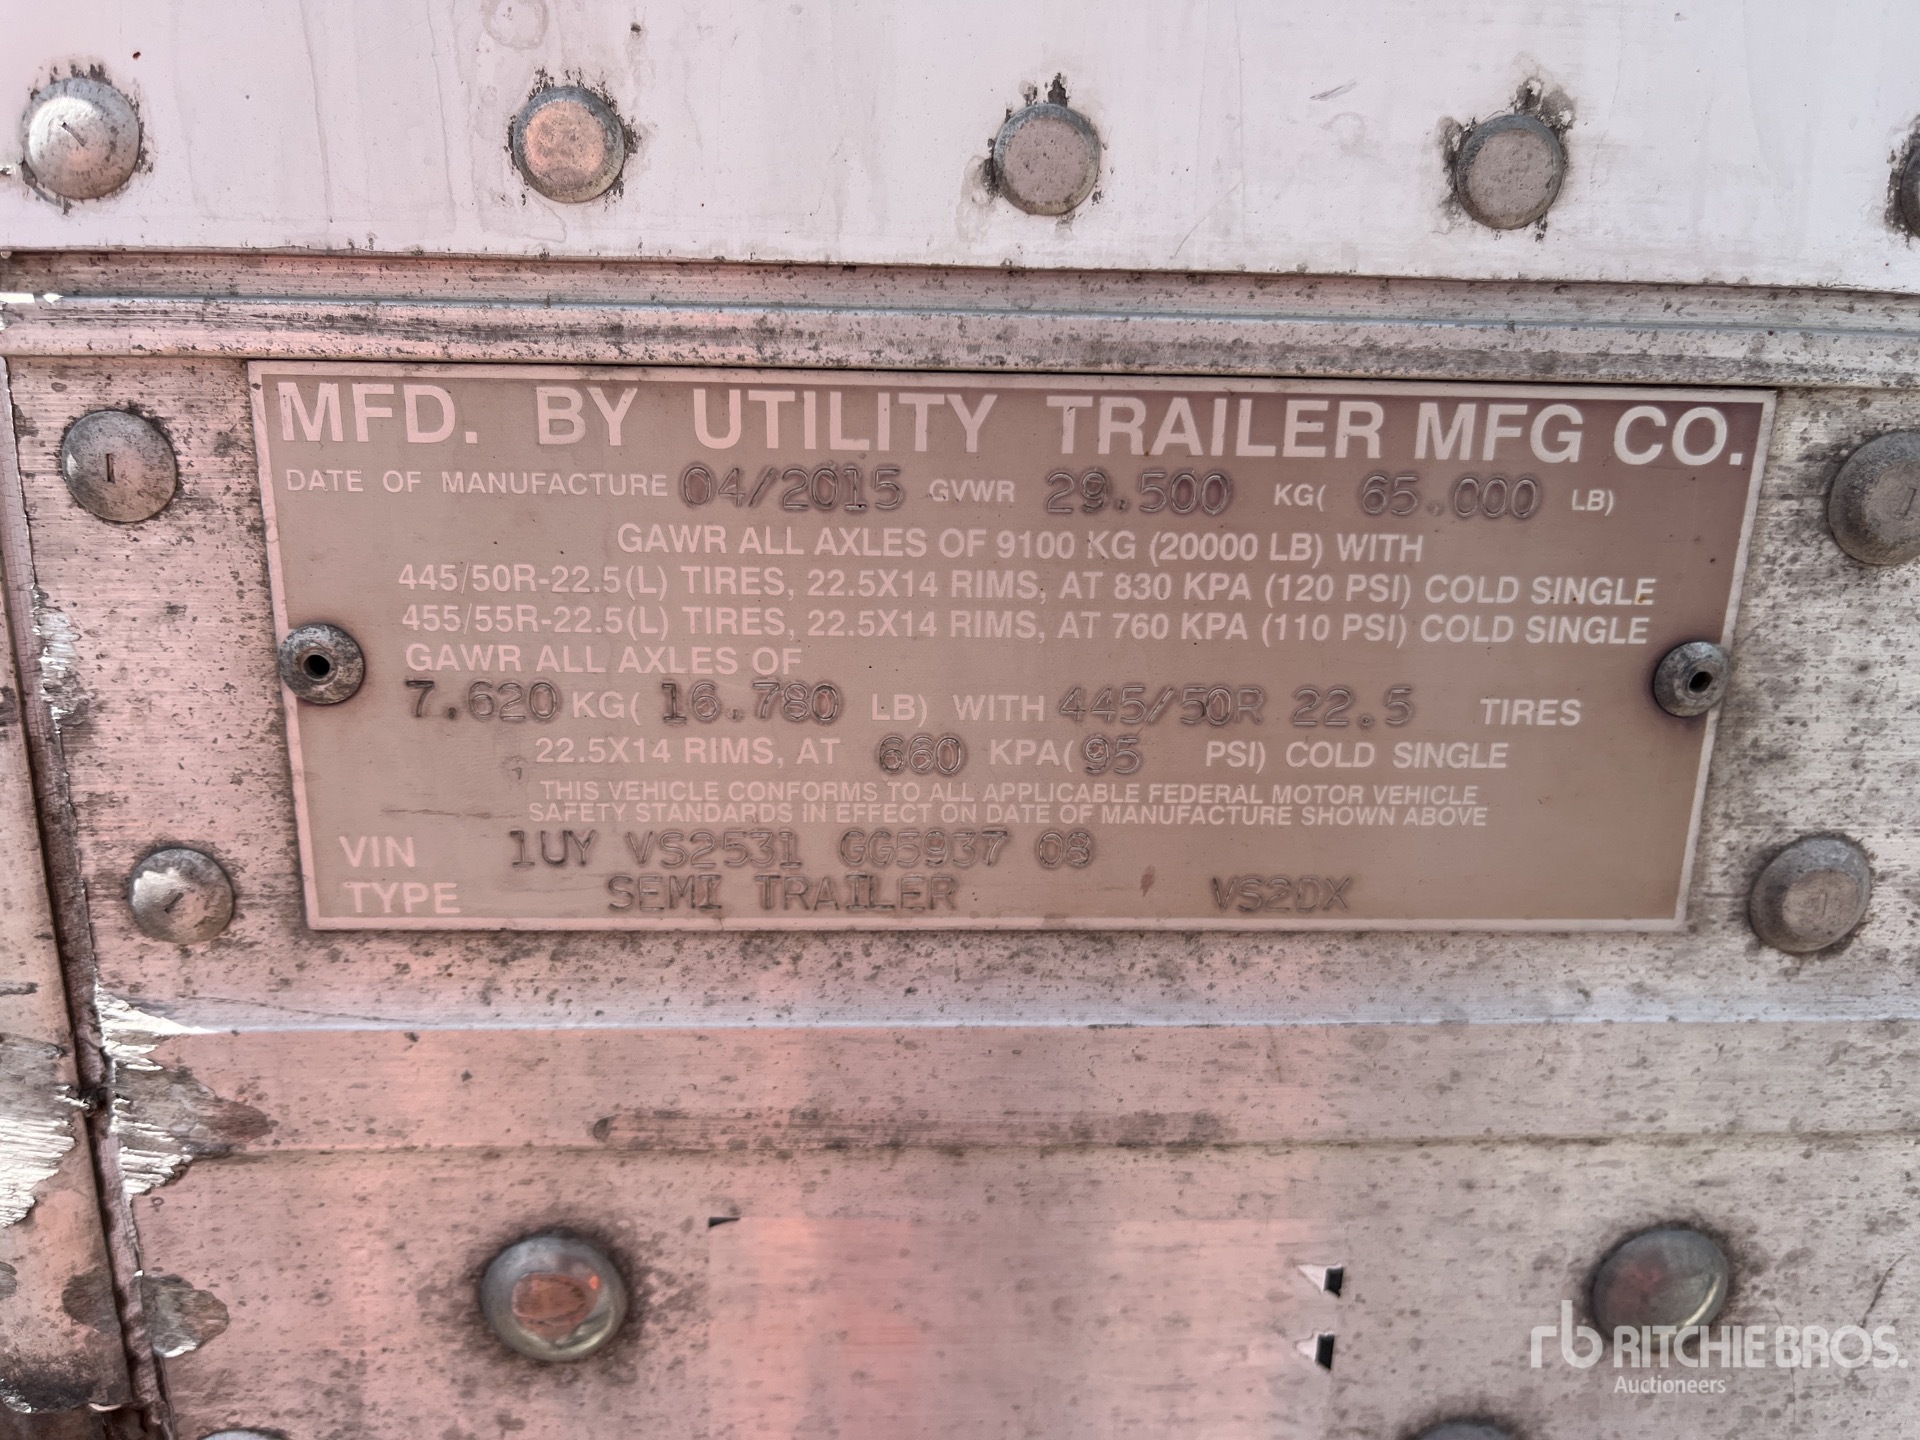 MFD. BY UTILITY TRAILER MFG CO.
DATE OF MANUFACTURE 04/2015 GVWR 29.500 KG( 65.000 LB)
GAWR ALL AXLES OF 9100 KG (20000 LB) WITH
445/50R-22.5(L) TIRES, 22.5X14 RIMS, AT 830 KPA (120 PSI) COLD SINGLE
455/55R-22.5(L) TIRES, 22.5X14 RIMS, AT 760 KPA (110 PSI) COLD SINGLE
GAWR ALL AXLES OF
7.620 KG( 16.780 LB) WITH 445/50R 22.5 TIRES
22.5X14 RIMS, AT 660 KPA( 95 PSI) COLD SINGLE
THIS VEHICLE CONFORMS TO ALL APPLICABLE FEDERAL MOTOR VEHICLE
SAFETY STANDARDS IN EFFECT ON DATE OF MANUFACTURE SHOWN ABOVE
VIN 1UY VS2531 GG5937 08
TYPE SEMI TRAILER VS2DX
rb RITCHIE BROS.
Auctioneers